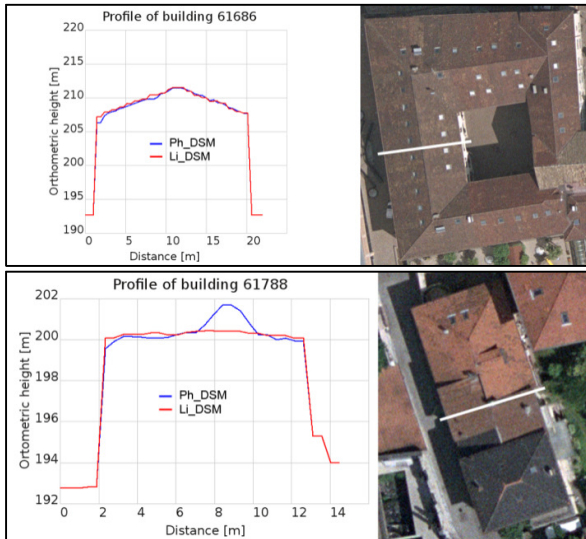 Profile of building 61686
220
215
210
205
200
195
190
Orthometric height [m]
Ph_DSM
Li_DSM
0 5 10 15 20
Distance [m]
Profile of building 61788
202
200
198
196
194
192
Ortometric height [m]
Ph_DSM
Li_DSM
0 2 4 6 8 10 12 14
Distance [m]